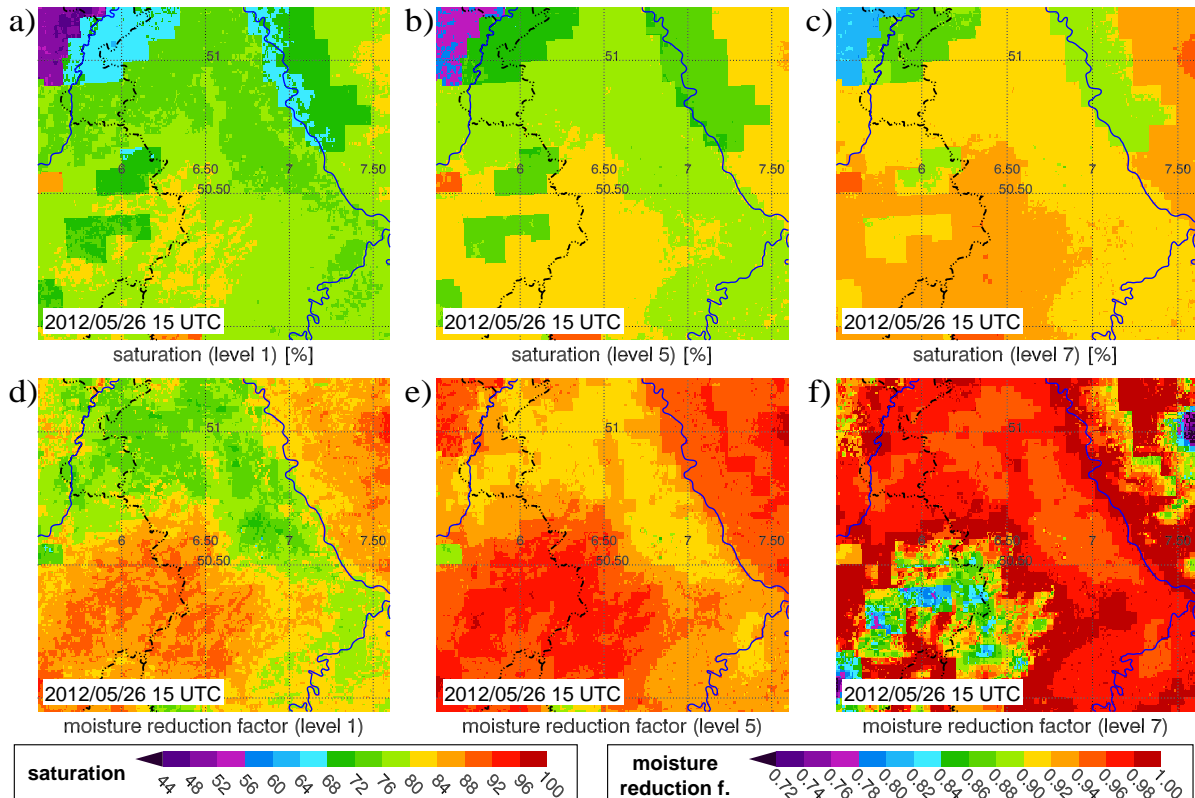 a) b) c)
51 51 51
6 6.50 7 7.50 6 6.50 7 7.50 6 6.50 7 7.50
50.50 50.50 50.50
2012/05/26 15 UTC 2012/05/26 15 UTC 2012/05/26 15 UTC
saturation (level 1) [%] saturation (level 5) [%] saturation (level 7) [%]
d) e) f)
51 51 51
6 6.50 7 7.50 6 6.50 7 7.50 6 6.50 7 7.50
50.50 50.50 50.50
2012/05/26 15 UTC 2012/05/26 15 UTC 2012/05/26 15 UTC
moisture reduction factor (level 1) moisture reduction factor (level 5) moisture reduction factor (level 7)
saturation 44 48 52 56 60 64 68 72 76 80 84 88 92 96 100
moisture reduction f. 0.72 0.74 0.76 0.78 0.80 0.82 0.84 0.86 0.88 0.90 0.92 0.94 0.96 0.98 1.00